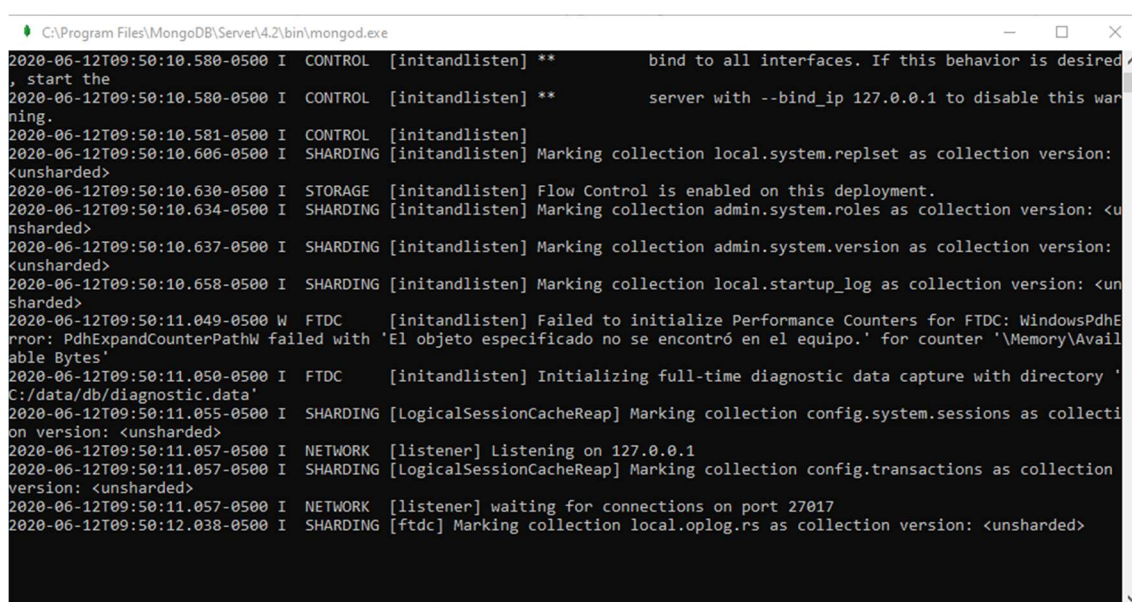 C:\Program Files\MongoDB\Server\4.2\bin\mongod.exe
2020-06-12T09:50:10.580-0500 I  CONTROL  [initandlisten] **          bind to all interfaces. If this behavior is desired
, start the
2020-06-12T09:50:10.580-0500 I  CONTROL  [initandlisten] **          server with --bind_ip 127.0.0.1 to disable this war
ning.
2020-06-12T09:50:10.581-0500 I  CONTROL  [initandlisten]
2020-06-12T09:50:10.606-0500 I  SHARDING [initandlisten] Marking collection local.system.replset as collection version:
<unsharded>
2020-06-12T09:50:10.630-0500 I  STORAGE  [initandlisten] Flow Control is enabled on this deployment.
2020-06-12T09:50:10.634-0500 I  SHARDING [initandlisten] Marking collection admin.system.roles as collection version: <u
nsharded>
2020-06-12T09:50:10.637-0500 I  SHARDING [initandlisten] Marking collection admin.system.version as collection version:
<unsharded>
2020-06-12T09:50:10.658-0500 I  SHARDING [initandlisten] Marking collection local.startup_log as collection version: <un
sharded>
2020-06-12T09:50:11.049-0500 W  FTDC     [initandlisten] Failed to initialize Performance Counters for FTDC: WindowsPdhE
rror: PdhExpandCounterPathW failed with 'El objeto especificado no se encontró en el equipo.' for counter '\Memory\Avail
able Bytes'
2020-06-12T09:50:11.050-0500 I  FTDC     [initandlisten] Initializing full-time diagnostic data capture with directory '
C:/data/db/diagnostic.data'
2020-06-12T09:50:11.055-0500 I  SHARDING [LogicalSessionCacheReap] Marking collection config.system.sessions as collecti
on version: <unsharded>
2020-06-12T09:50:11.057-0500 I  NETWORK  [listener] Listening on 127.0.0.1
2020-06-12T09:50:11.057-0500 I  SHARDING [LogicalSessionCacheReap] Marking collection config.transactions as collection
version: <unsharded>
2020-06-12T09:50:11.057-0500 I  NETWORK  [listener] waiting for connections on port 27017
2020-06-12T09:50:12.038-0500 I  SHARDING [ftdc] Marking collection local.oplog.rs as collection version: <unsharded>